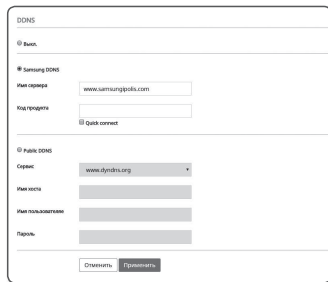 DDNS
Выкл.
Samsung DDNS
Имя сервера
www.samsungipolis.com
Код продукта
Quick connect
Public DDNS
Сервис
www.dyndns.org
Имя хоста
Имя пользователяе
Пароль
Отменить Применить